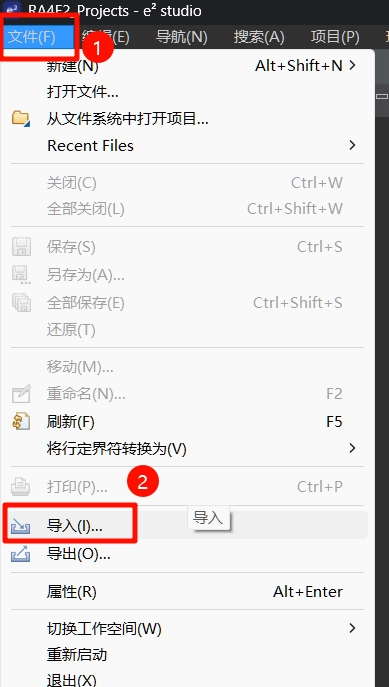 RA4E2_Projects - e² studio
文件(F) 1 编辑(E) 导航(N) 搜索(A) 项目(P)
新建(N) Alt+Shift+N
打开文件...
从文件系统中打开项目...
Recent Files
关闭(C) Ctrl+W
全部关闭(L) Ctrl+Shift+W
保存(S) Ctrl+S
另存为(A)...
全部保存(E) Ctrl+Shift+S
还原(T)
移动(M)...
重命名(N)... F2
刷新(F) F5
将行定界符转换为(V)
打印(P)... 2 Ctrl+P
导入(I)... 导入
导出(O)...
属性(R) Alt+Enter
切换工作空间(W)
重新启动
退出(X)